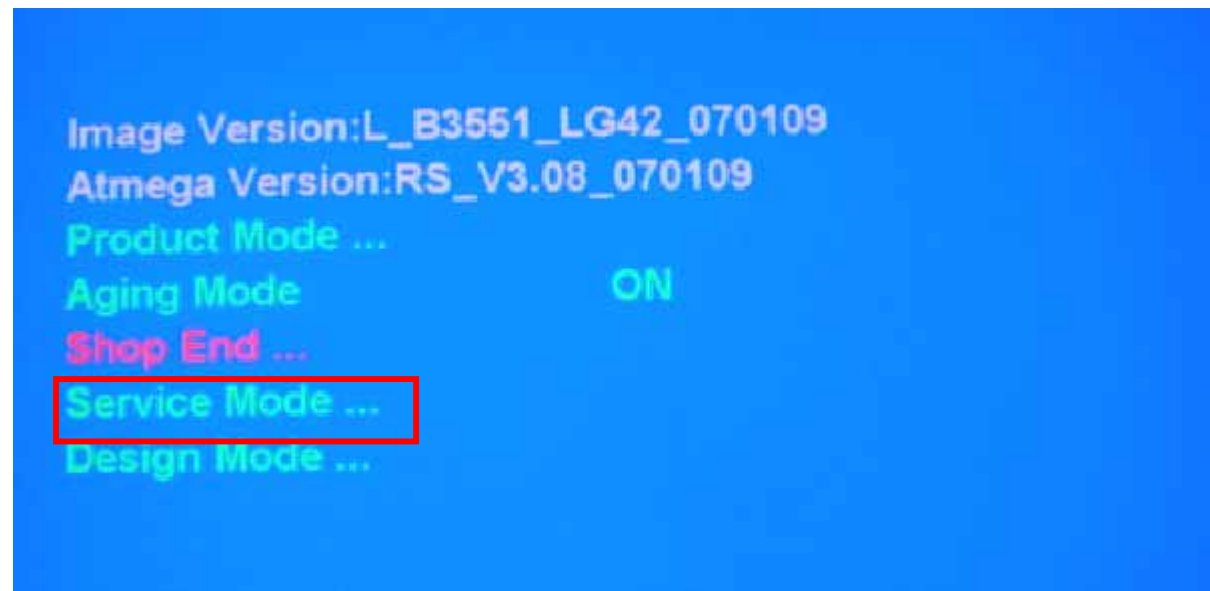 Image Version:L_B3551_LG42_070109
Atmega Version:RS_V3.08_070109
Product Mode ...
Aging Mode ON
Shop End ...
Service Mode ...
Design Mode ...